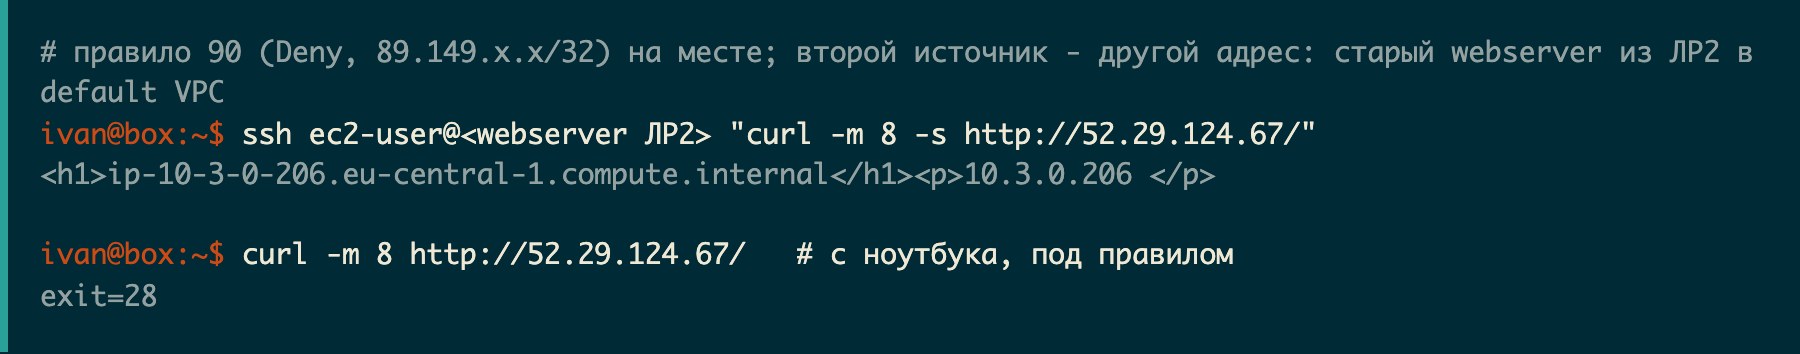 # правило 90 (Deny, 89.149.x.x/32) на месте; второй источник - другой адрес: старый webserver из ЛР2 в
default VPC
ivan@box:~$ ssh ec2-user@<webserver ЛР2> "curl -m 8 -s http://52.29.124.67/"
<h1>ip-10-3-0-206.eu-central-1.compute.internal</h1><p>10.3.0.206 </p>
ivan@box:~$ curl -m 8 http://52.29.124.67/   # с ноутбука, под правилом
exit=28